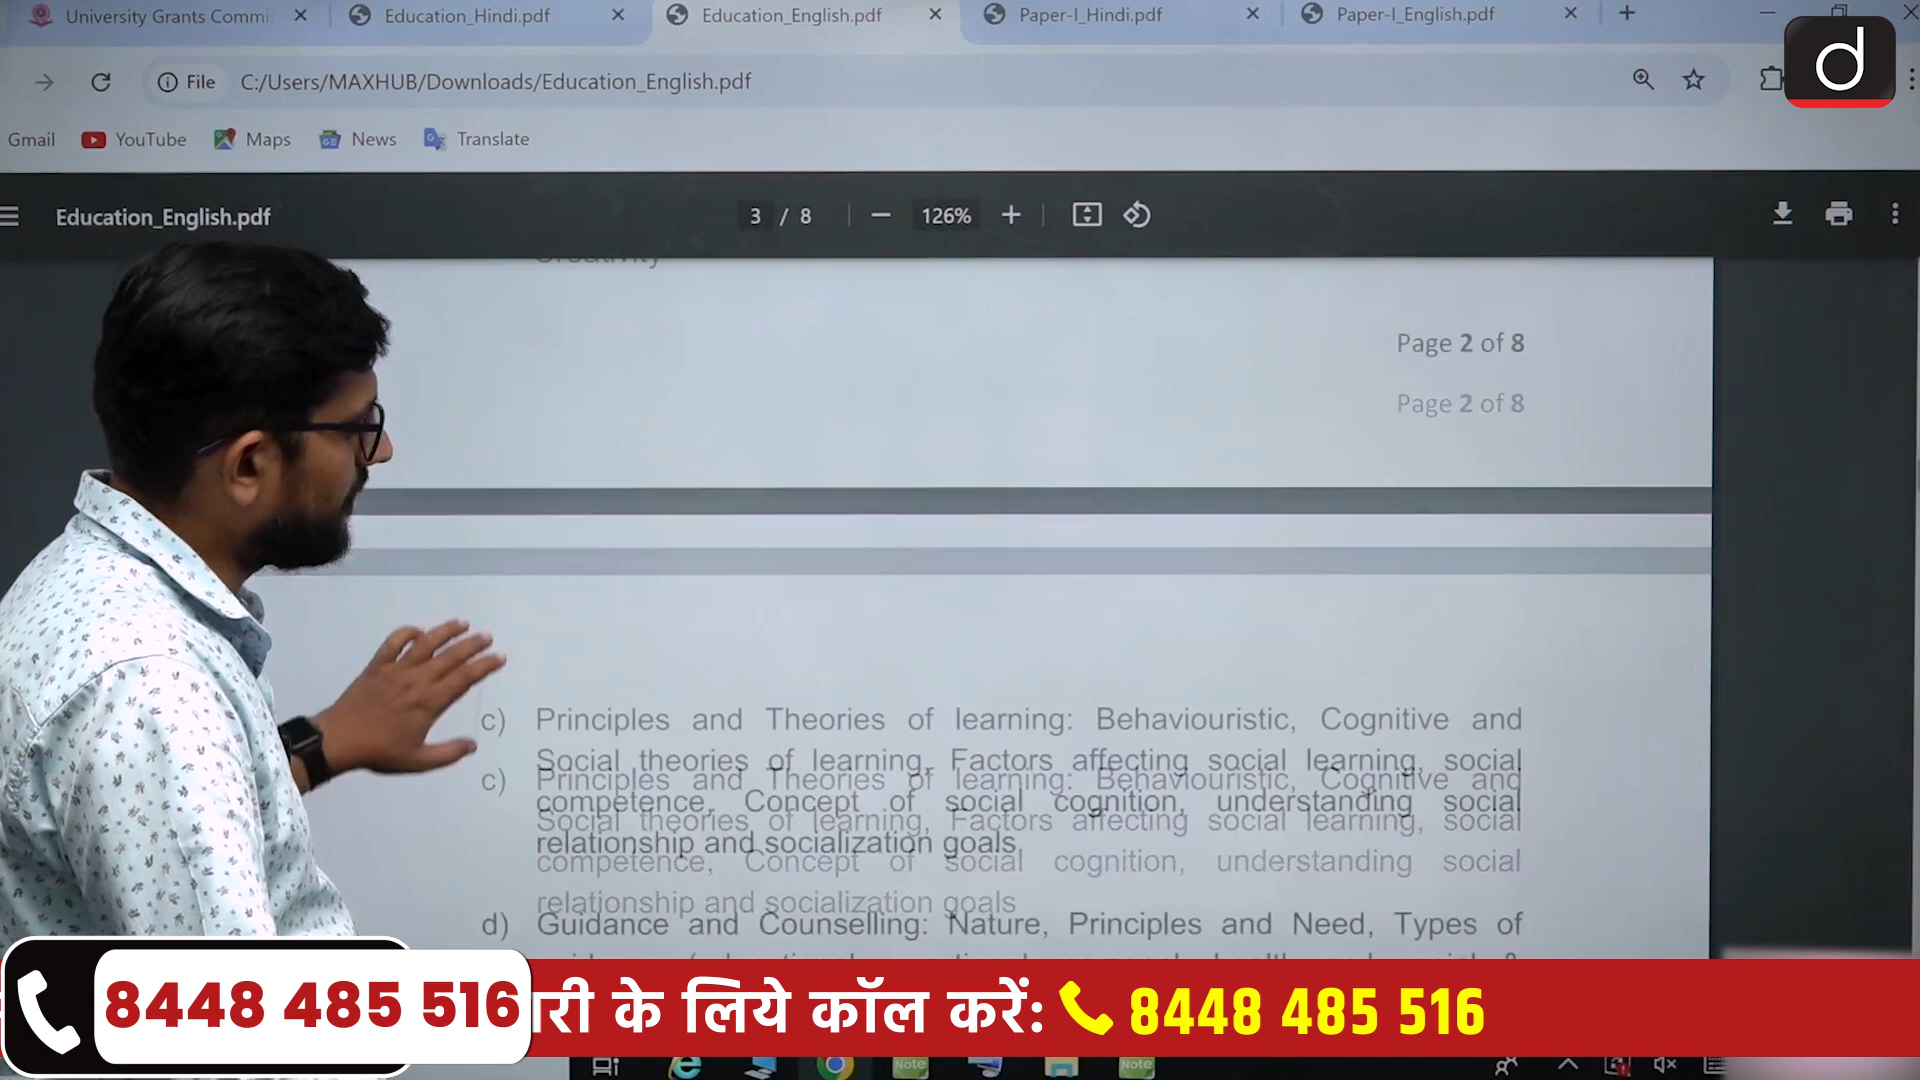 University Grants Commi
Education_Hindi.pdf
Education_English.pdf
Paper-I_Hindi.pdf
Paper-I_English.pdf
File
C:/Users/MAXHUB/Downloads/Education_English.pdf
Gmail
YouTube
Maps
News
Translate
d
Education_English.pdf
3 / 8
126%
Creativity
Page 2 of 8
Page 2 of 8
c) Principles and Theories of learning: Behaviouristic, Cognitive and
Social theories of learning, Factors affecting social learning, social
c) Principles and Theories of learning: Behaviouristic, Cognitive and
competence, Concept of social cognition, understanding social
Social theories of learning, Factors affecting social learning, social
relationship and socialization goals
competence, Concept of social cognition, understanding social
relationship and socialization goals
d) Guidance and Counselling: Nature, Principles and Need, Types of
8448 485 516
री के लिये कॉल करें: 8448 485 516
Note
Note